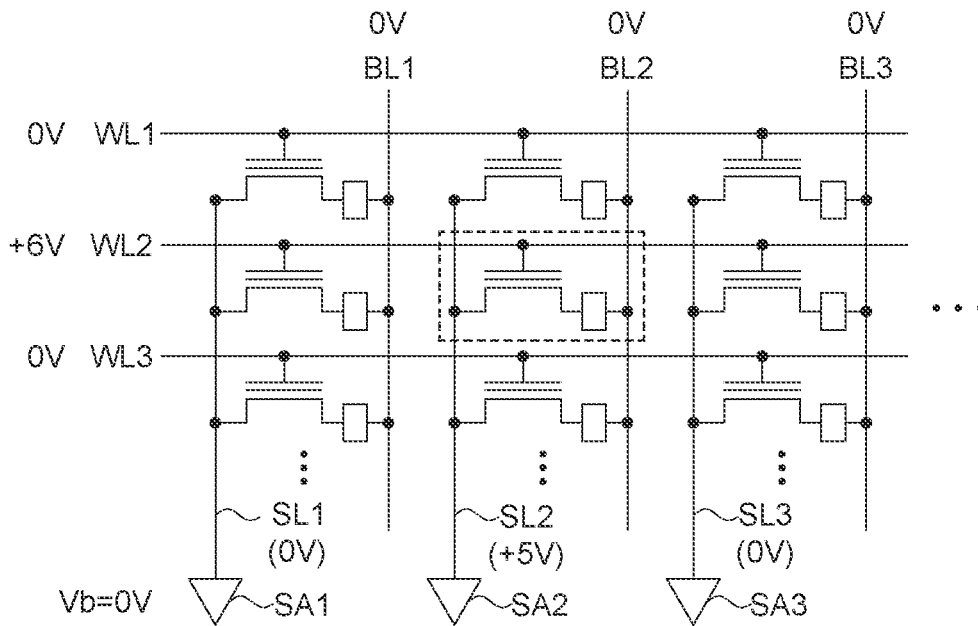 0V 0V 0V
BL1 BL2 BL3
0V WL1
+6V WL2
0V WL3
SL1 SL2 SL3
(0V) (+5V) (0V)
Vb=0V SA1 SA2 SA3